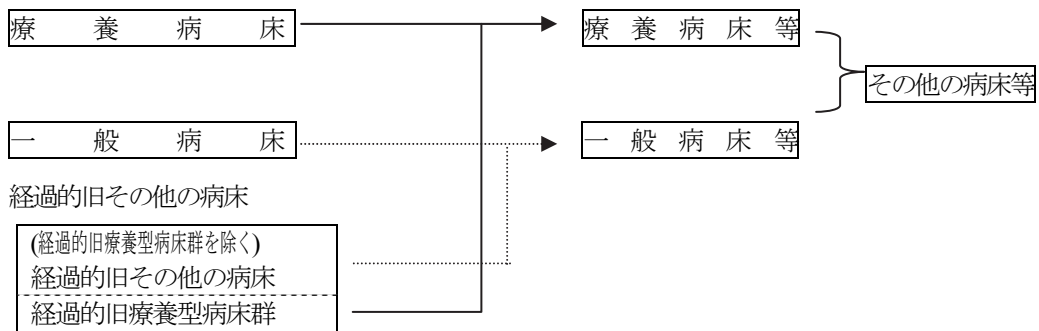 療養病床
療養病床等
その他の病床等
一般病床
一般病床等
経過的旧その他の病床
(経過的旧療養型病床群を除く)
経過的旧その他の病床
経過的旧療養型病床群